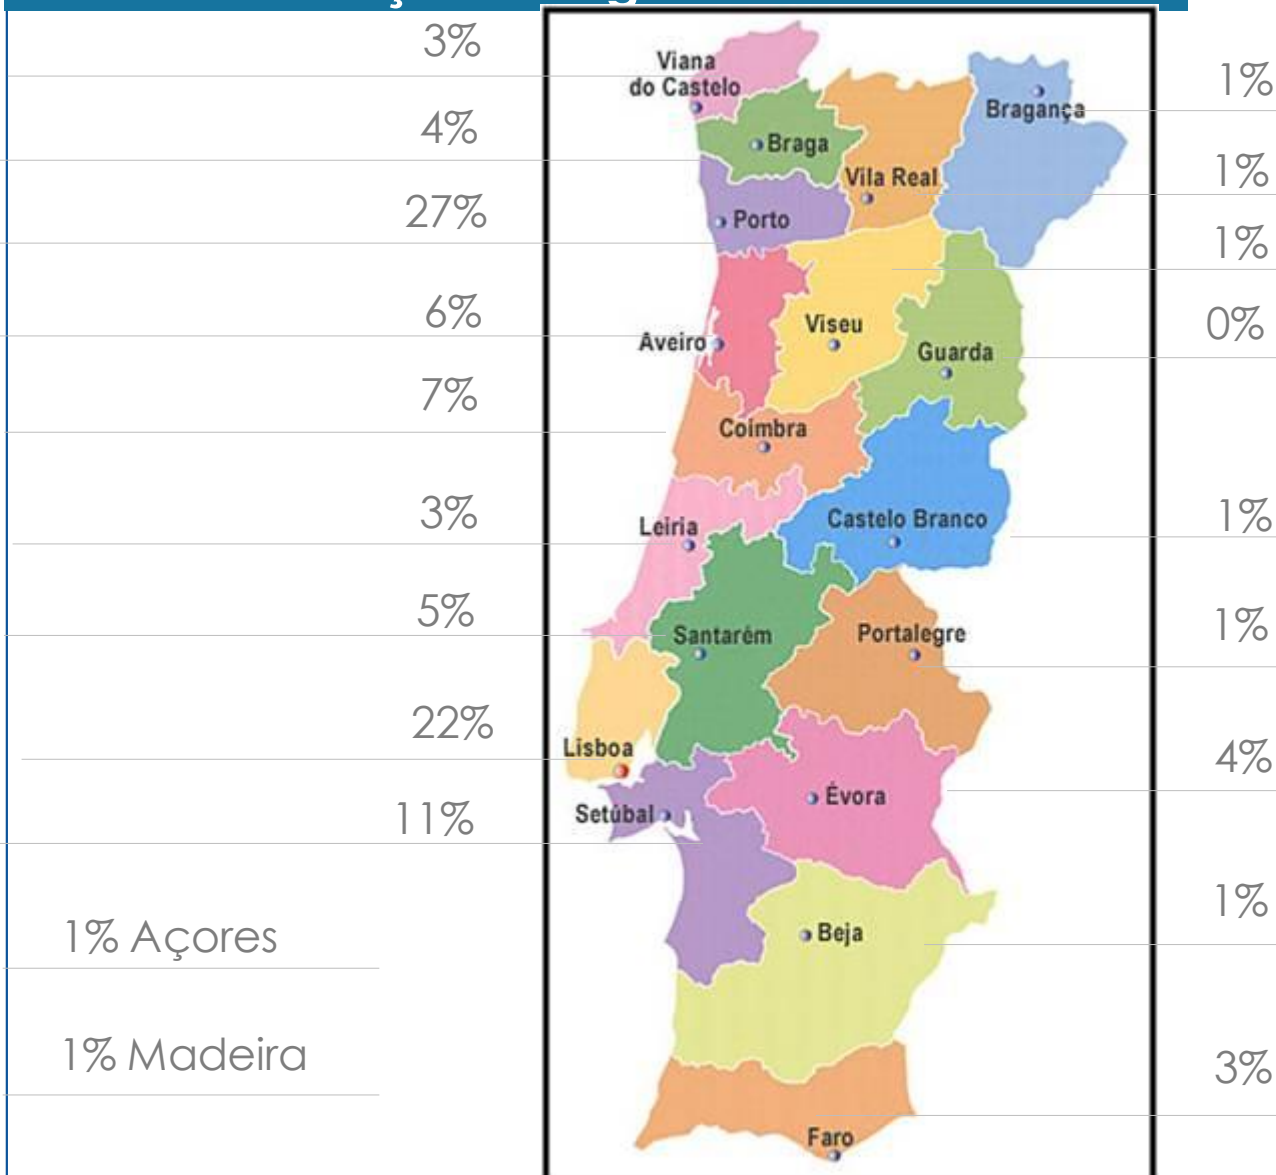 3%
4%
27%
6%
7%
3%
5%
22%
11%
1% Açores
1% Madeira
Viana
do Castelo
Braga
Vila Real
Bragança
Porto
Aveiro
Viseu
Guarda
Coimbra
Leiria
Castelo Branco
Santarém
Portalegre
Lisboa
Setúbal
Évora
Beja
Faro
1%
1%
1%
0%
1%
1%
4%
1%
3%